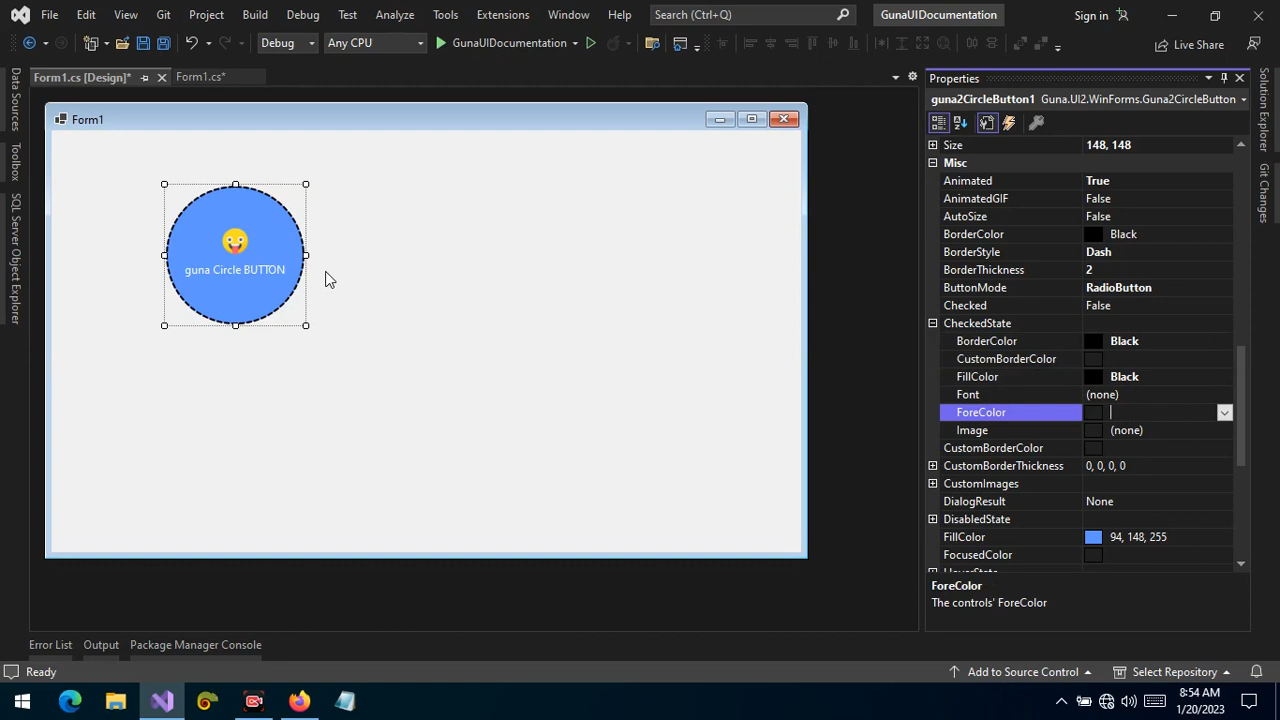 File Edit View Git Project Build Debug Test Analyze Tools Extensions Window Help Search (Ctrl+Q) GunaUIDocumentation Sign in
Debug Any CPU GunaUIDocumentation Live Share
Form1.cs [Design]* Form1.cs*
Data Sources
Toolbox
SQL Server Object Explorer
Form1
guna Circle BUTTON
Properties
guna2CircleButton1 Guna.UI2.WinForms.Guna2CircleButton
Size 148, 148
Misc
Animated True
AnimatedGIF False
AutoSize False
BorderColor Black
BorderStyle Dash
BorderThickness 2
ButtonMode RadioButton
Checked False
CheckedState
BorderColor Black
CustomBorderColor
FillColor Black
Font (none)
ForeColor
Image (none)
CustomBorderColor
CustomBorderThickness 0, 0, 0, 0
CustomImages
DialogResult None
DisabledState
FillColor 94, 148, 255
FocusedColor
HoverState
ForeColor
The controls' ForeColor
Solution Explorer
Git Changes
Error List Output Package Manager Console
Ready Add to Source Control Select Repository
8:54 AM
1/20/2023